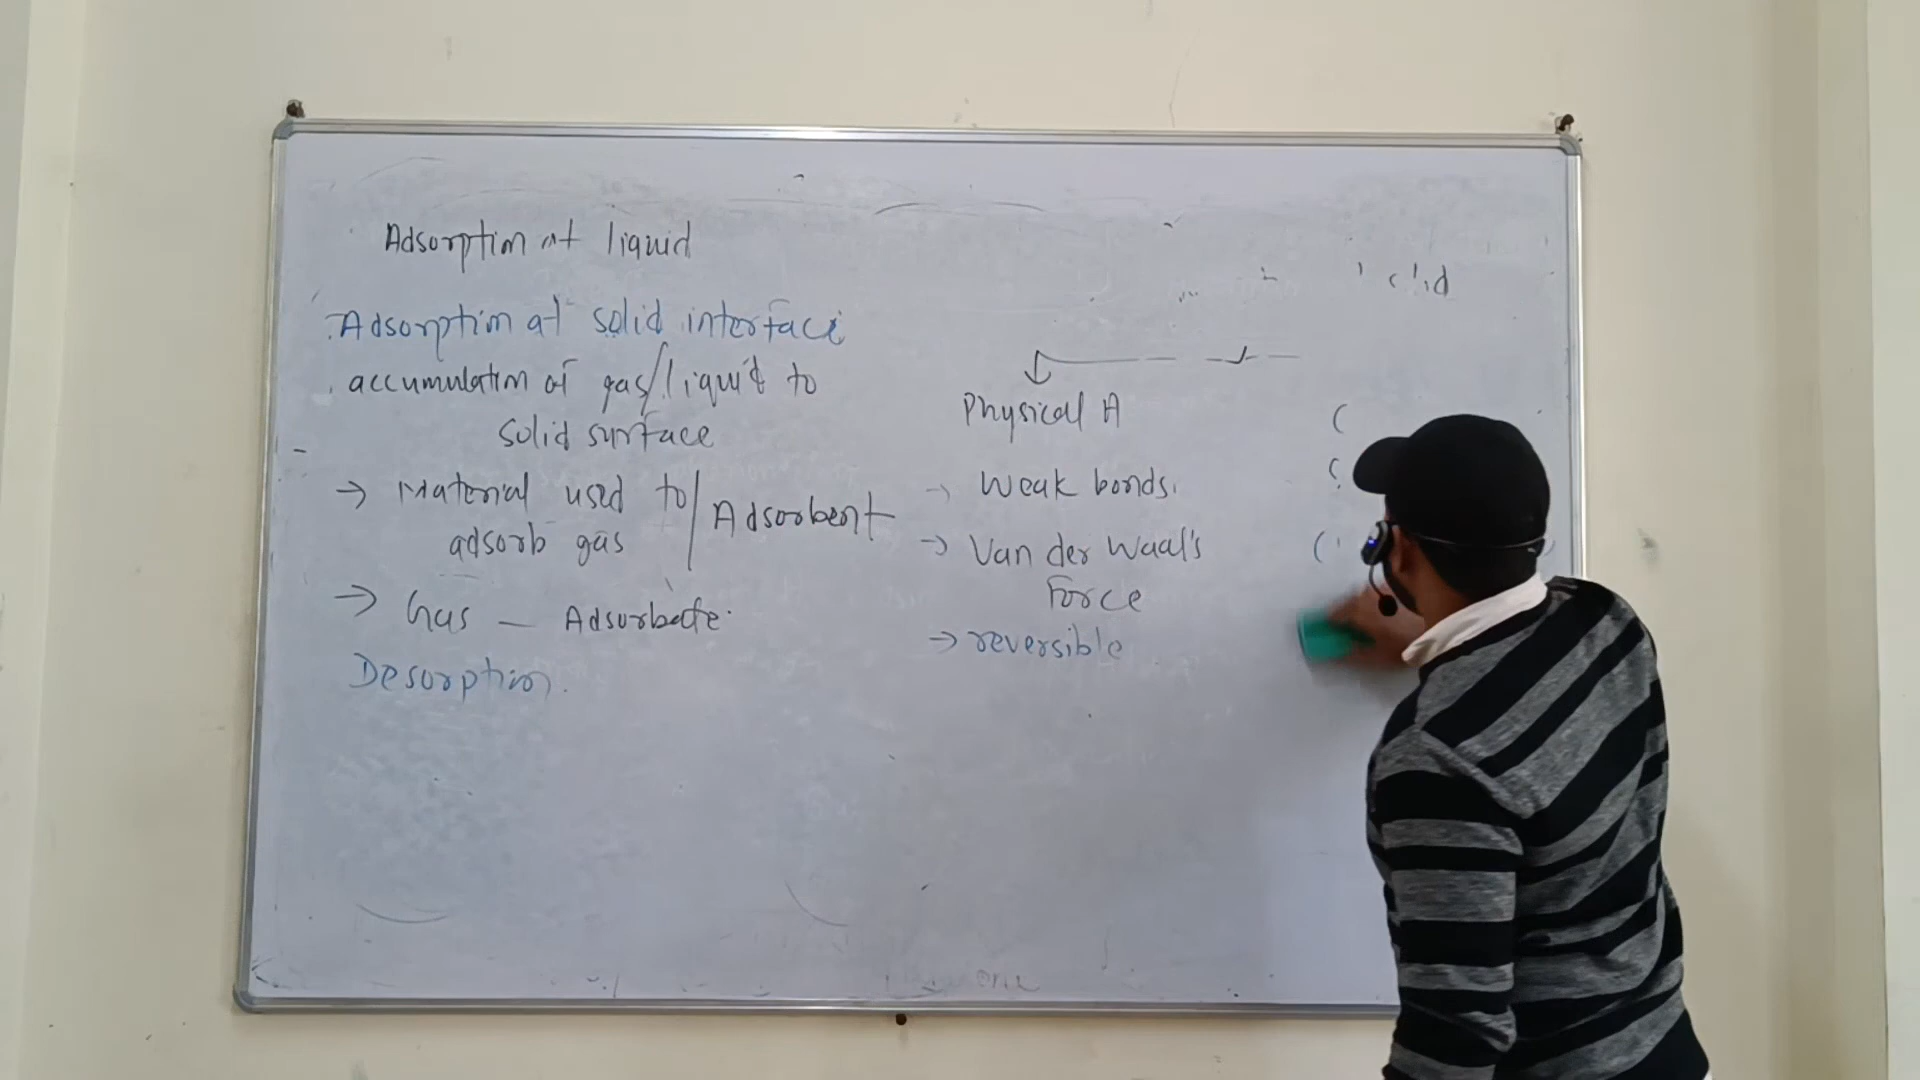 Adsorption at liquid
Adsorption at solid interface
accumulation of gas/liquid to
solid surface
→ Material used to
adsorb gas
Adsorbent
→ Gas — Adsorbate
Desorption.
Physical A
→ Weak bonds.
→ Van der Waal's
Force
→ reversible